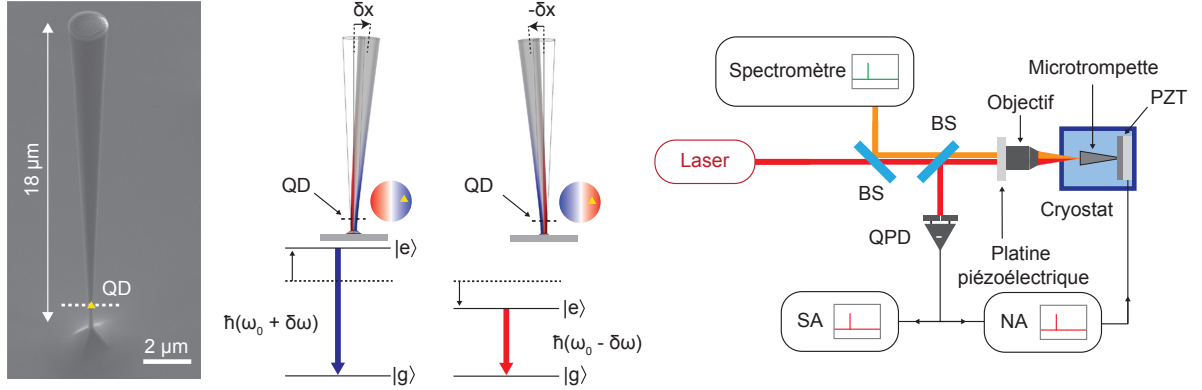 18 µm
QD
2 µm
δx
-δx
QD
QD
|e⟩
ħ(ω₀ + δω)
|g⟩
|e⟩
ħ(ω₀ - δω)
|g⟩
Spectromètre
Laser
BS
BS
Objectif
Microtrompette
PZT
Cryostat
QPD
-
Platine
piézoélectrique
SA
NA